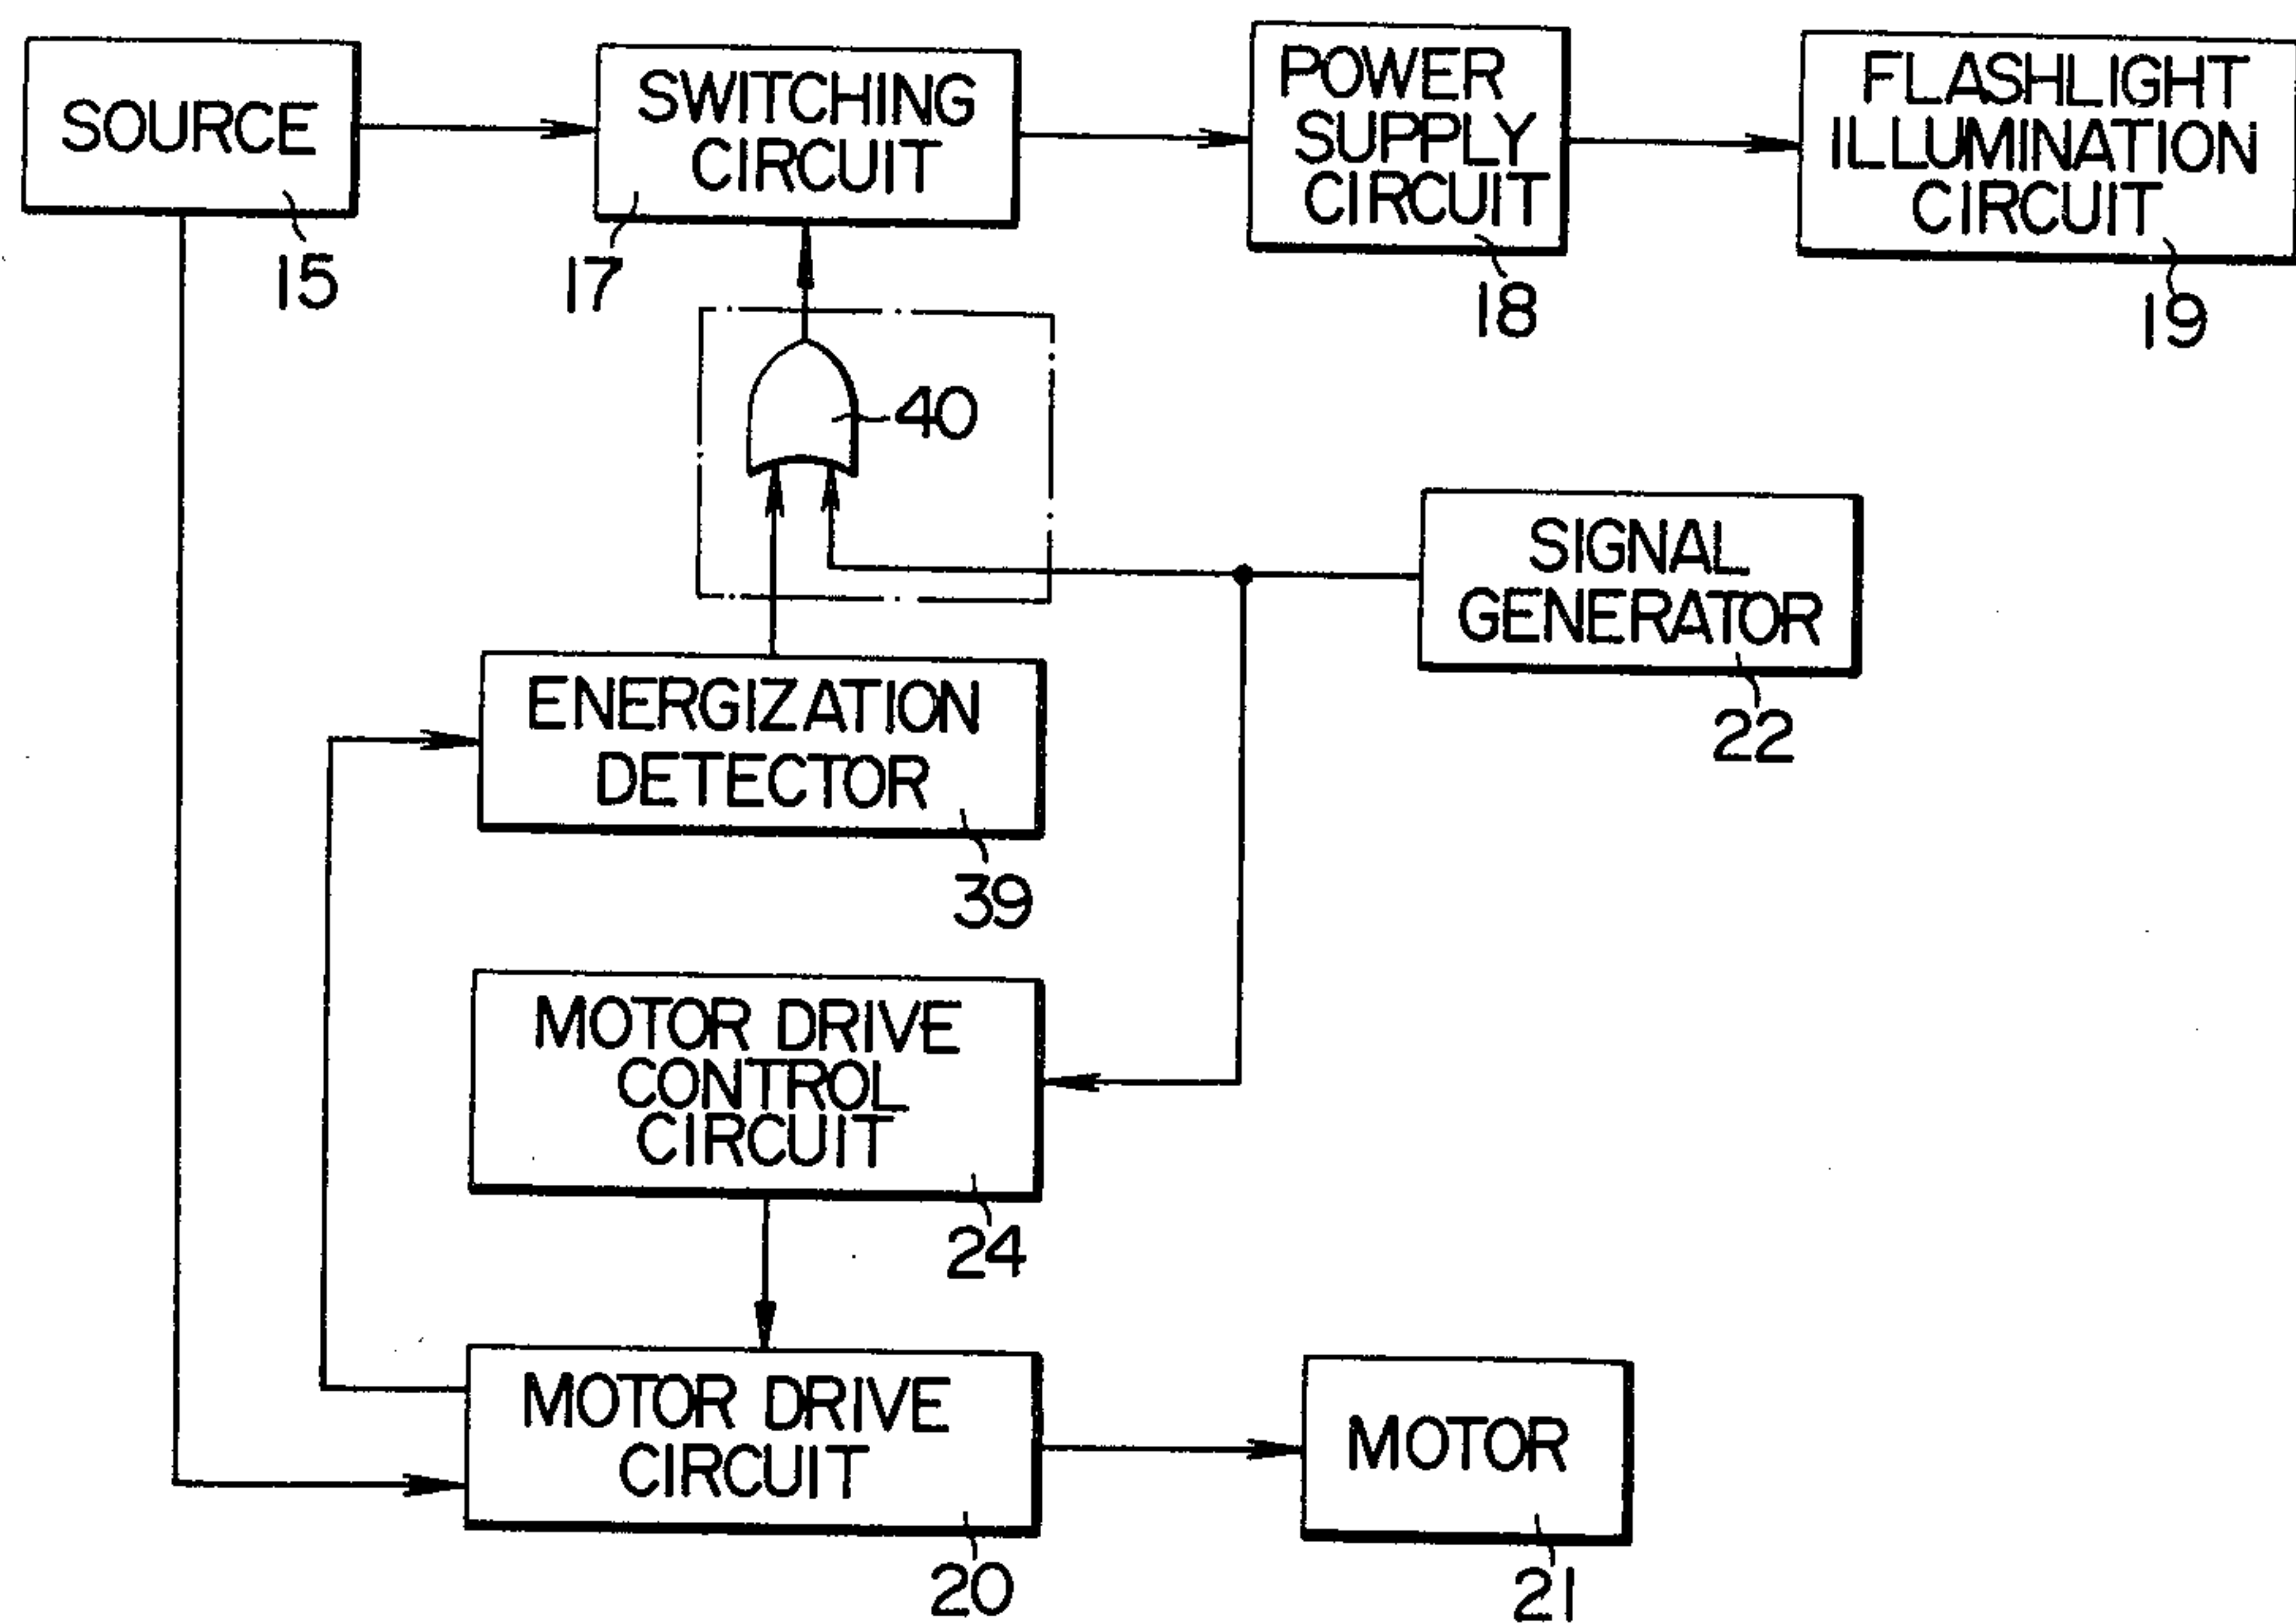 SOURCE
15
SWITCHING
CIRCUIT
17
POWER
SUPPLY
CIRCUIT
18
FLASHLIGHT
ILLUMINATION
CIRCUIT
19
40
SIGNAL
GENERATOR
22
ENERGIZATION
DETECTOR
39
MOTOR DRIVE
CONTROL
CIRCUIT
24
MOTOR DRIVE
CIRCUIT
20
MOTOR
21